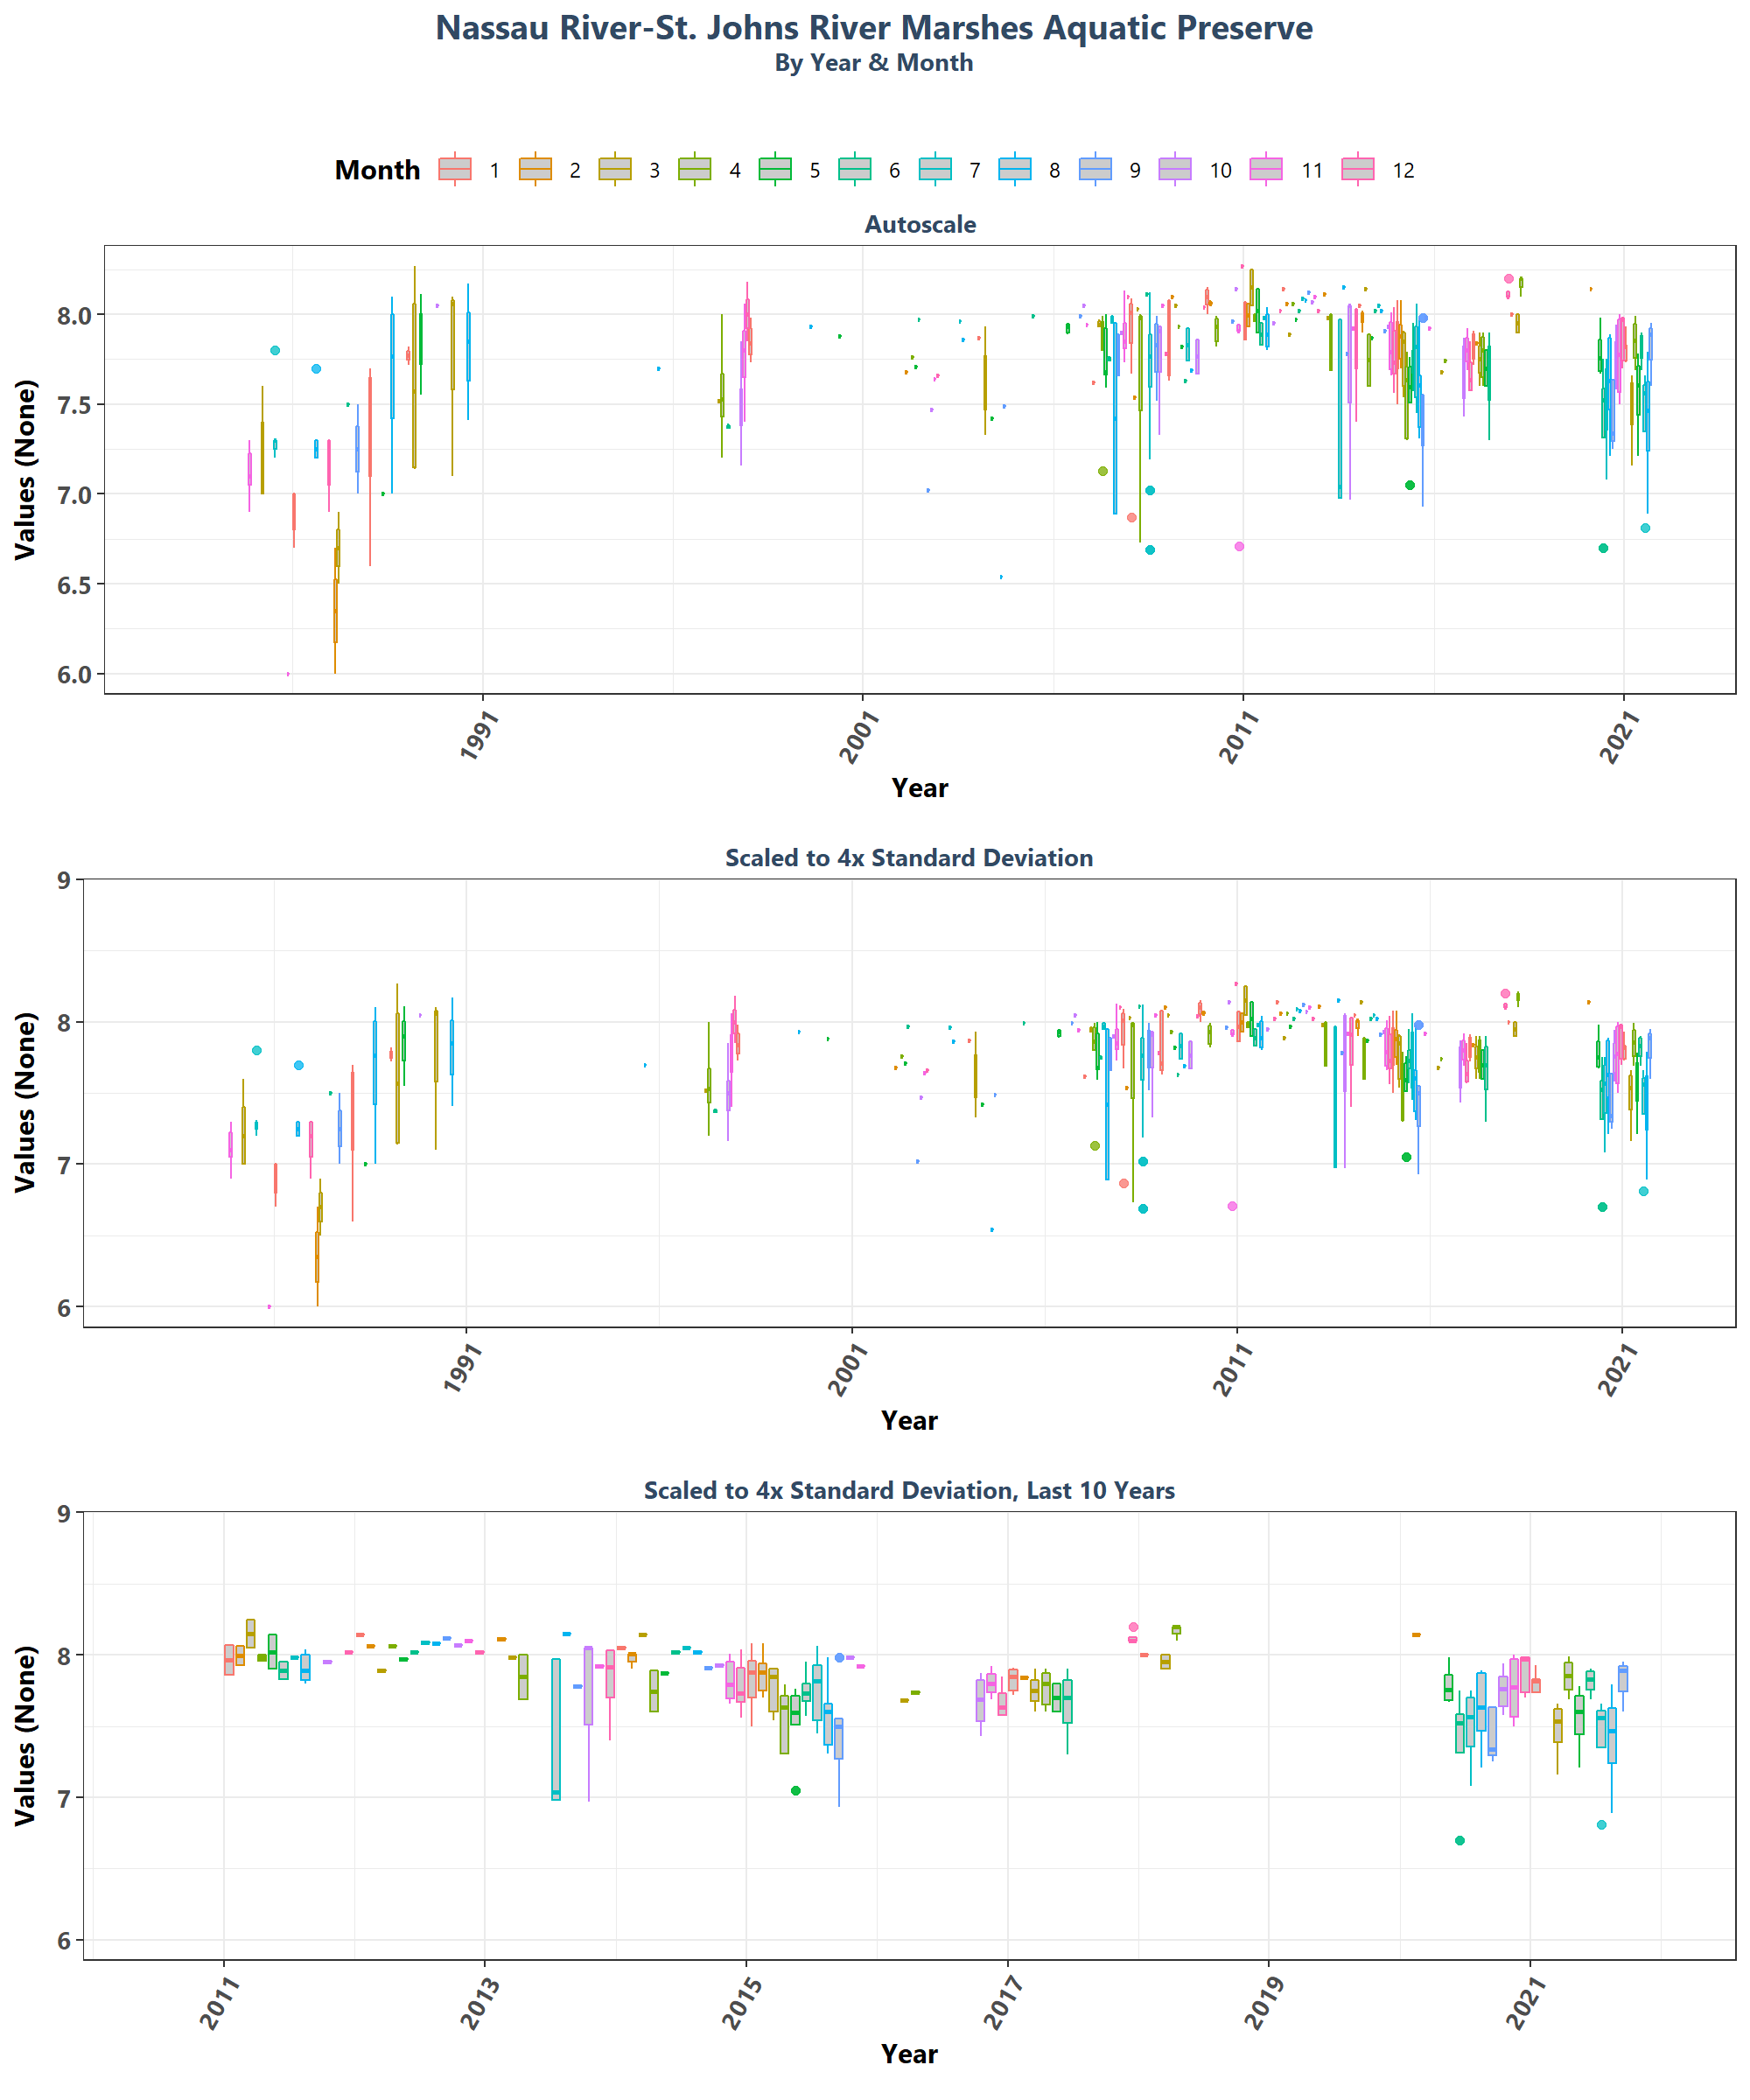 Nassau River-St. Johns River Marshes Aquatic Preserve
By Year & Month
Month 1 2 3 4 5 6 7 8 9 10 11 12
Autoscale
Values (None)
8.0
7.5
7.0
6.5
6.0
1991 2001 2011 2021
Year
Scaled to 4x Standard Deviation
Values (None)
9
8
7
6
1991 2001 2011 2021
Year
Scaled to 4x Standard Deviation, Last 10 Years
Values (None)
9
8
7
6
2011 2013 2015 2017 2019 2021
Year